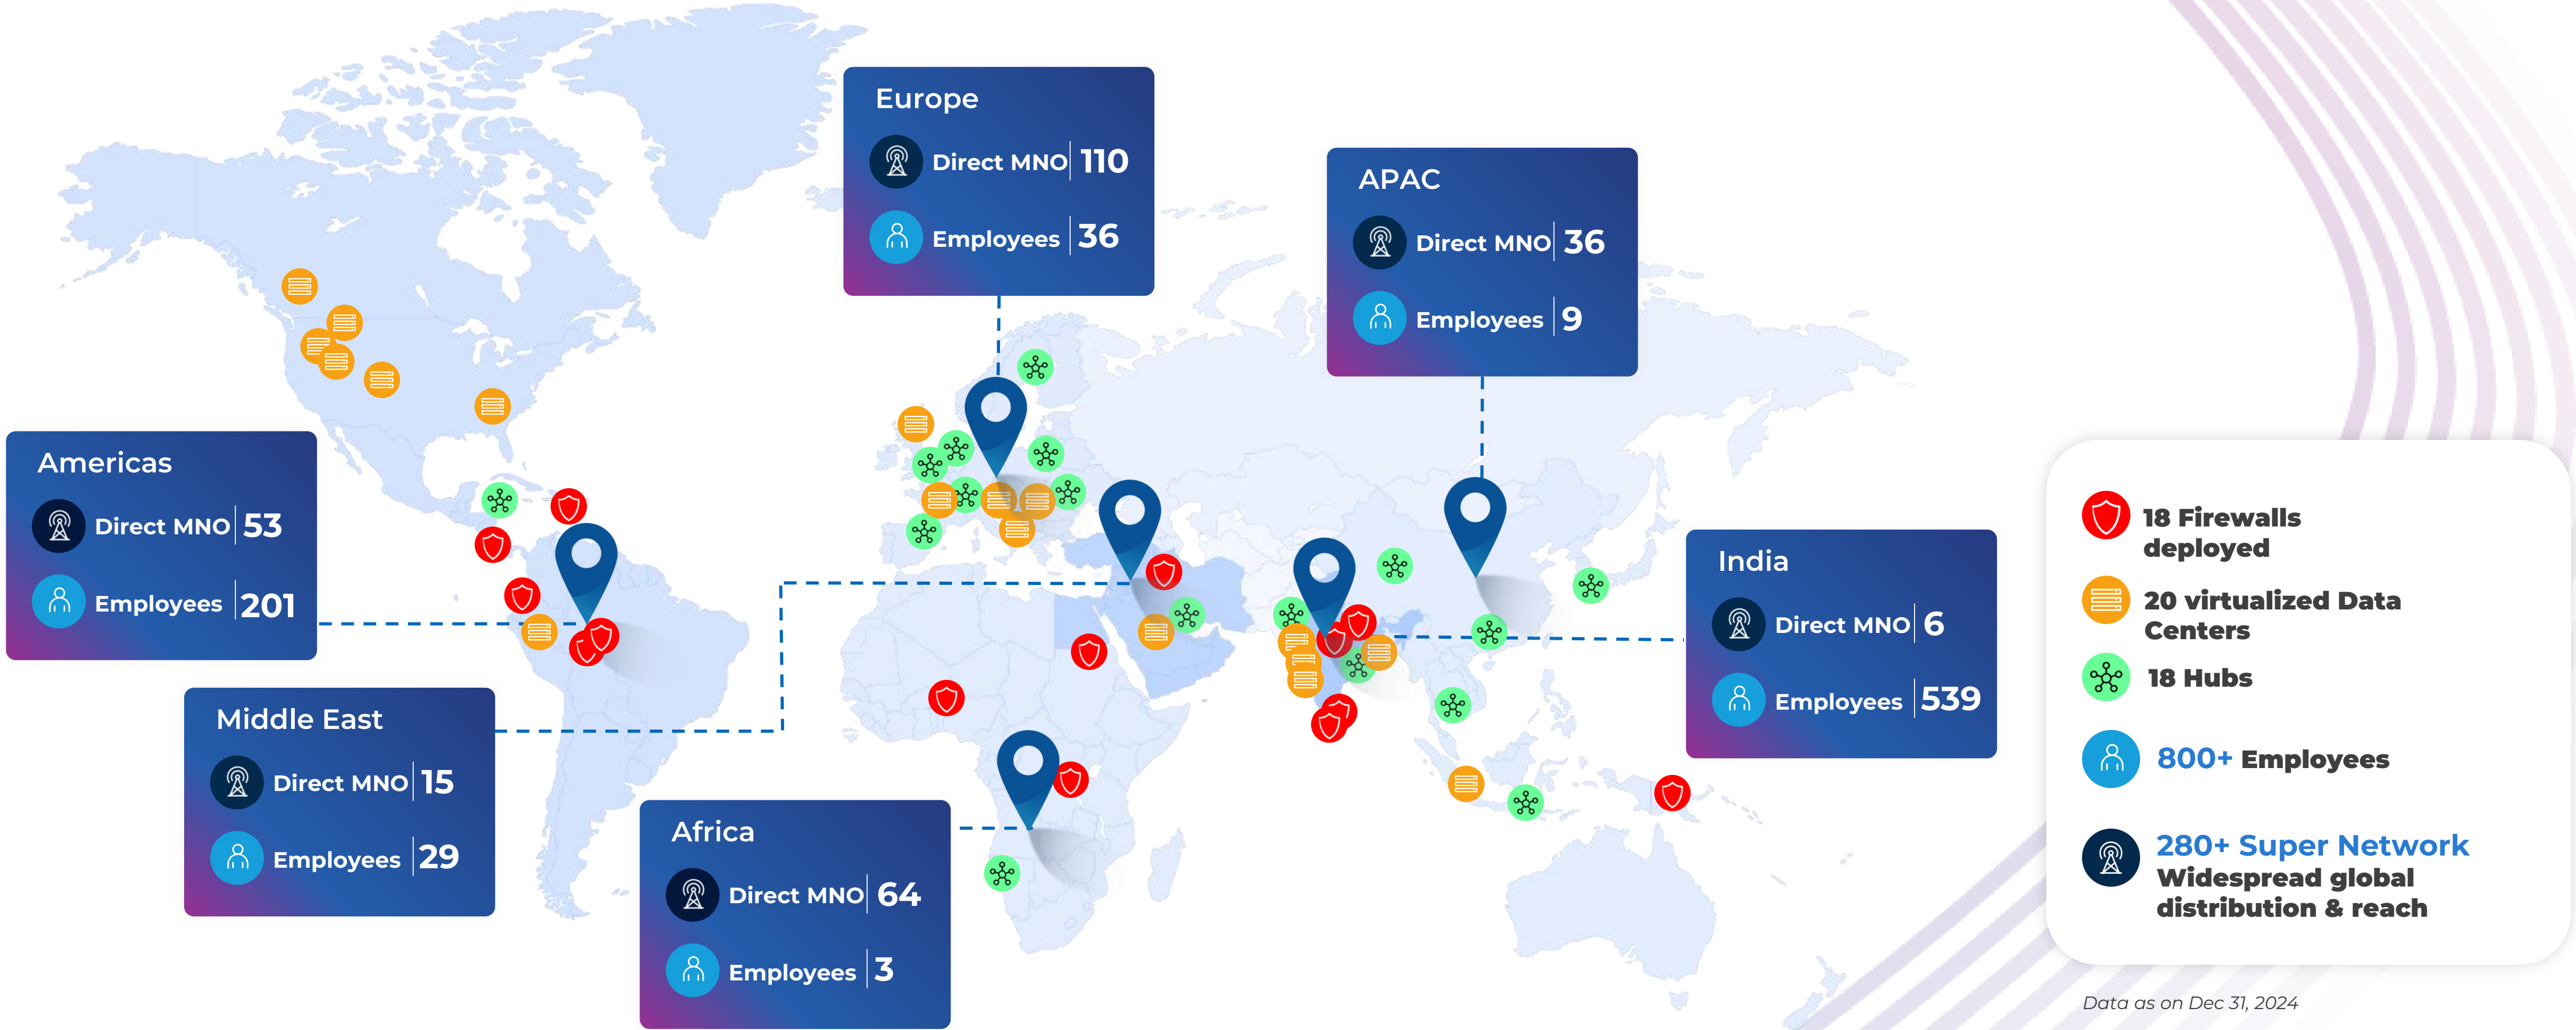 Europe
Direct MNO 110
Employees 36
APAC
Direct MNO 36
Employees 9
Americas
Direct MNO 53
Employees 201
Middle East
Direct MNO 15
Employees 29
Africa
Direct MNO 64
Employees 3
India
Direct MNO 6
Employees 539
18 Firewalls
deployed
20 virtualized Data
Centers
18 Hubs
800+ Employees
280+ Super Network
Widespread global
distribution & reach
Data as on Dec 31, 2024